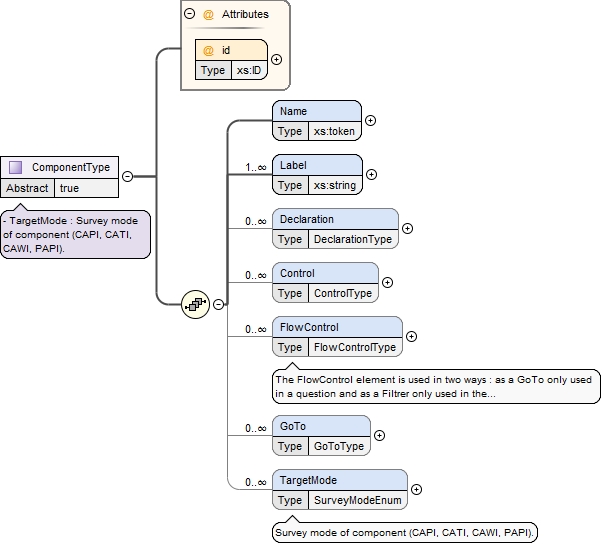 @ Attributes
@ id
Type xs:ID
Name
Type xs:token
ComponentType
Abstract true
- TargetMode : Survey mode
of component (CAPI, CATI,
CAWI, PAPI).
1..∞ Label
Type xs:string
0..∞ Declaration
Type DeclarationType
0..∞ Control
Type ControlType
0..∞ FlowControl
Type FlowControlType
The FlowControl element is used in two ways : as a GoTo only used
in a question and as a Filtrer only used in the...
0..∞ GoTo
Type GoToType
0..∞ TargetMode
Type SurveyModeEnum
Survey mode of component (CAPI, CATI, CAWI, PAPI).